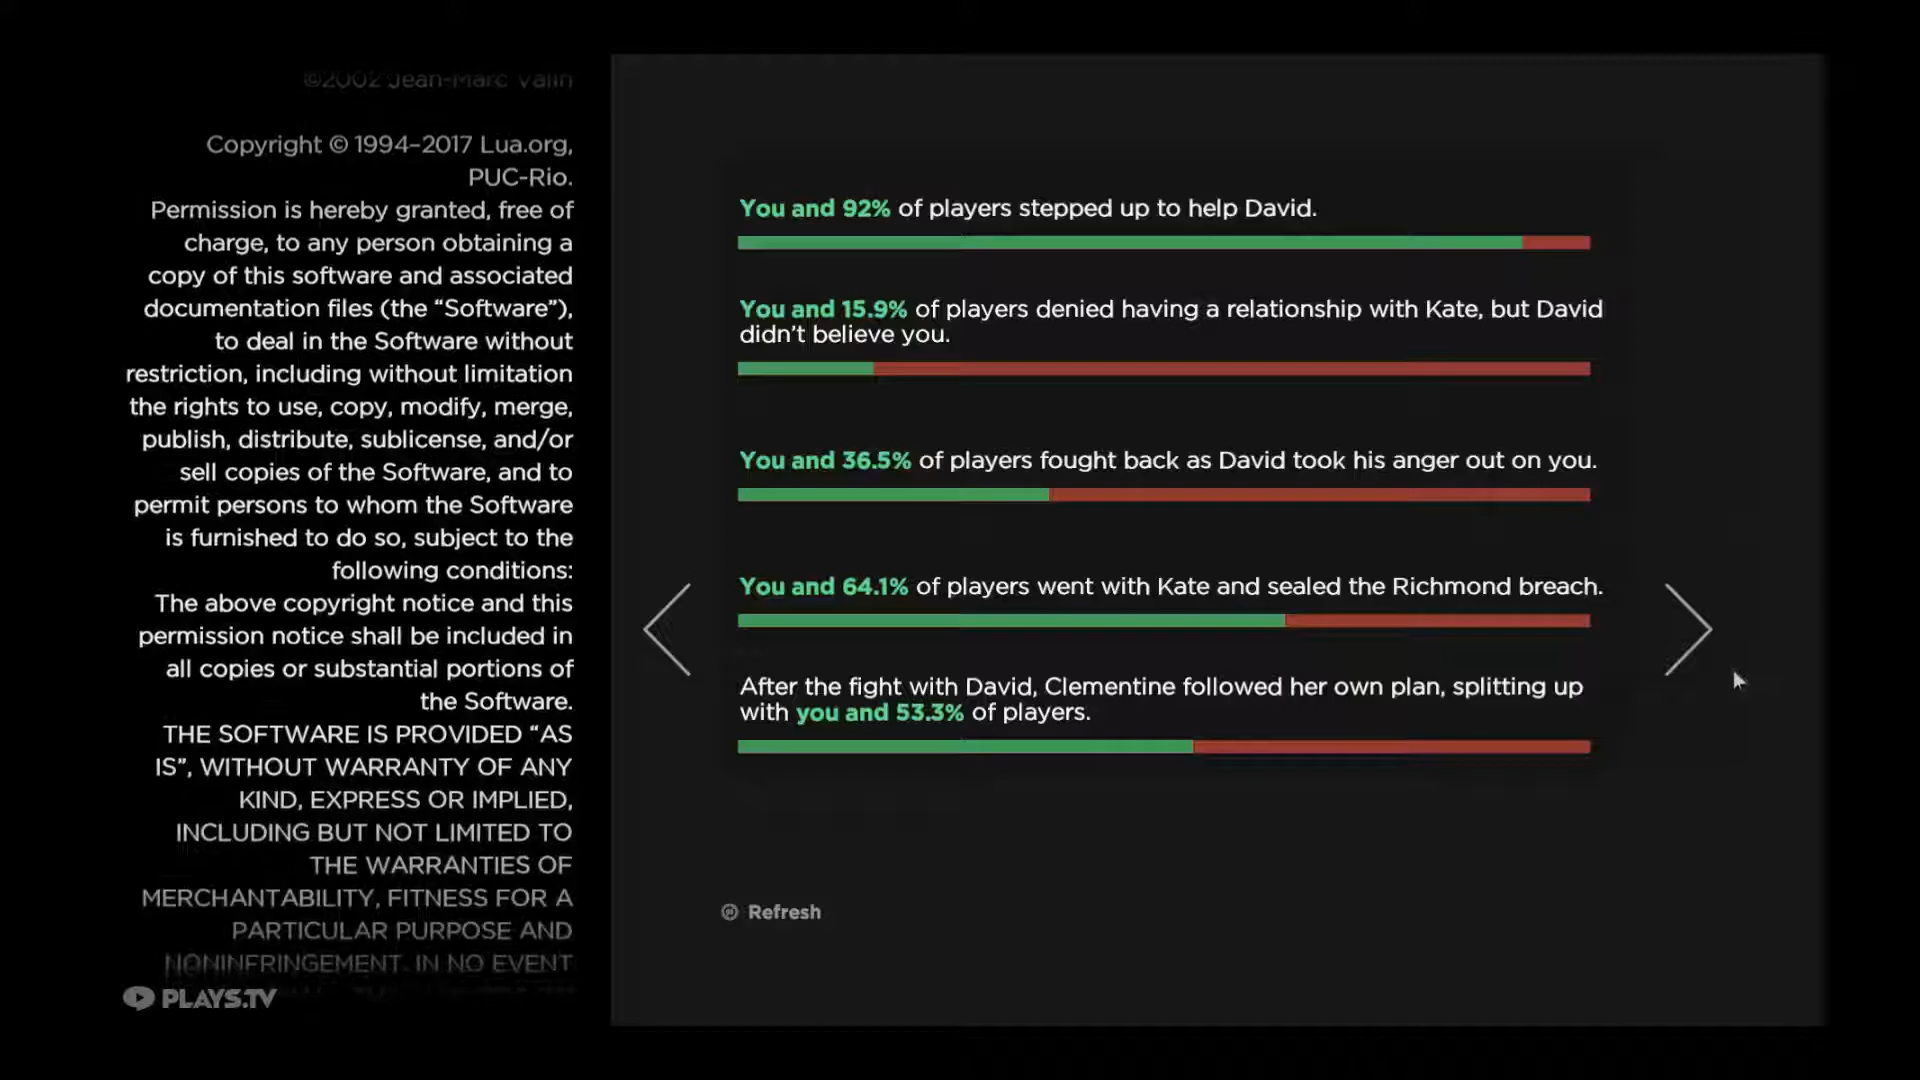 ©2002 Jean-Marc Valin
Copyright © 1994–2017 Lua.org,
PUC-Rio.
Permission is hereby granted, free of
charge, to any person obtaining a
copy of this software and associated
documentation files (the “Software”),
to deal in the Software without
restriction, including without limitation
the rights to use, copy, modify, merge,
publish, distribute, sublicense, and/or
sell copies of the Software, and to
permit persons to whom the Software
is furnished to do so, subject to the
following conditions:
The above copyright notice and this
permission notice shall be included in
all copies or substantial portions of
the Software.
THE SOFTWARE IS PROVIDED “AS
IS”, WITHOUT WARRANTY OF ANY
KIND, EXPRESS OR IMPLIED,
INCLUDING BUT NOT LIMITED TO
THE WARRANTIES OF
MERCHANTABILITY, FITNESS FOR A
PARTICULAR PURPOSE AND
NONINFRINGEMENT. IN NO EVENT
PLAYS.TV
You and 92% of players stepped up to help David.
You and 15.9% of players denied having a relationship with Kate, but David
didn’t believe you.
You and 36.5% of players fought back as David took his anger out on you.
You and 64.1% of players went with Kate and sealed the Richmond breach.
After the fight with David, Clementine followed her own plan, splitting up
with you and 53.3% of players.
Refresh